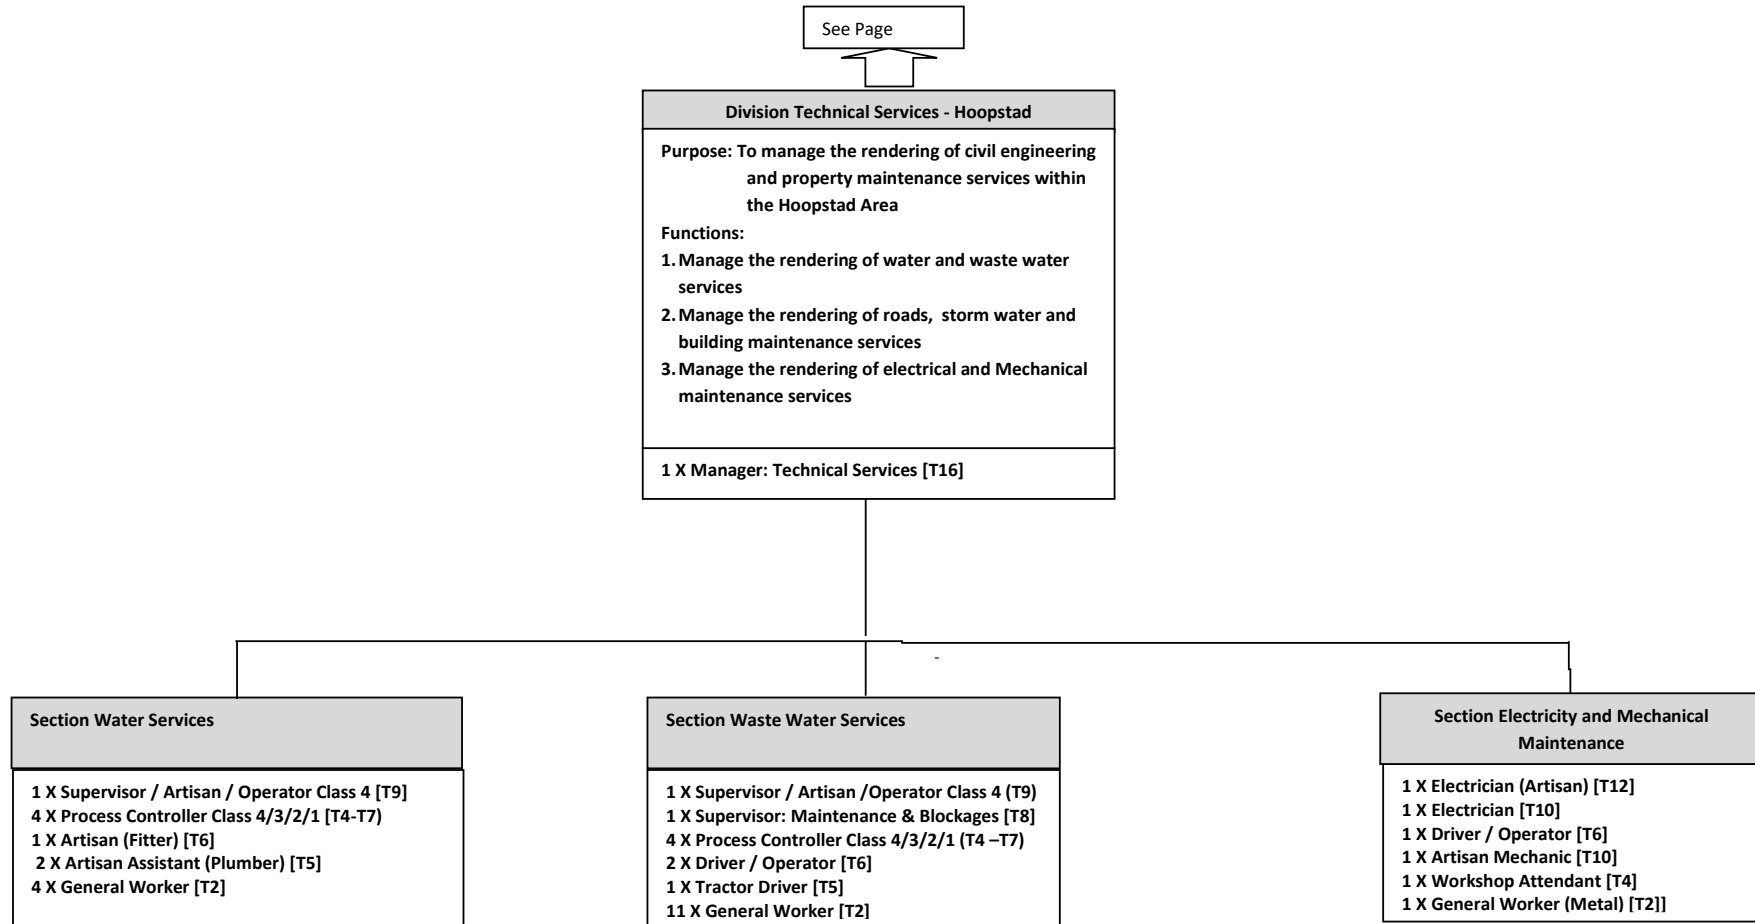 See Page
Division Technical Services - Hoopstad
Purpose: To manage the rendering of civil engineering
and property maintenance services within
the Hoopstad Area
Functions:
1. Manage the rendering of water and waste water
services
2. Manage the rendering of roads,  storm water and
building maintenance services
3. Manage the rendering of electrical and Mechanical
maintenance services
1 X Manager: Technical Services [T16]
-
Section Water Services
1 X Supervisor / Artisan / Operator Class 4 [T9]
4 X Process Controller Class 4/3/2/1 [T4-T7)
1 X Artisan (Fitter) [T6]
2 X Artisan Assistant (Plumber) [T5]
4 X General Worker [T2]
Section Waste Water Services
1 X Supervisor / Artisan /Operator Class 4 (T9)
1 X Supervisor: Maintenance & Blockages [T8]
4 X Process Controller Class 4/3/2/1 (T4 –T7)
2 X Driver / Operator [T6]
1 X Tractor Driver [T5]
11 X General Worker [T2]
Section Electricity and Mechanical
Maintenance
1 X Electrician (Artisan) [T12]
1 X Electrician [T10]
1 X Driver / Operator [T6]
1 X Artisan Mechanic [T10]
1 X Workshop Attendant [T4]
1 X General Worker (Metal) [T2]]